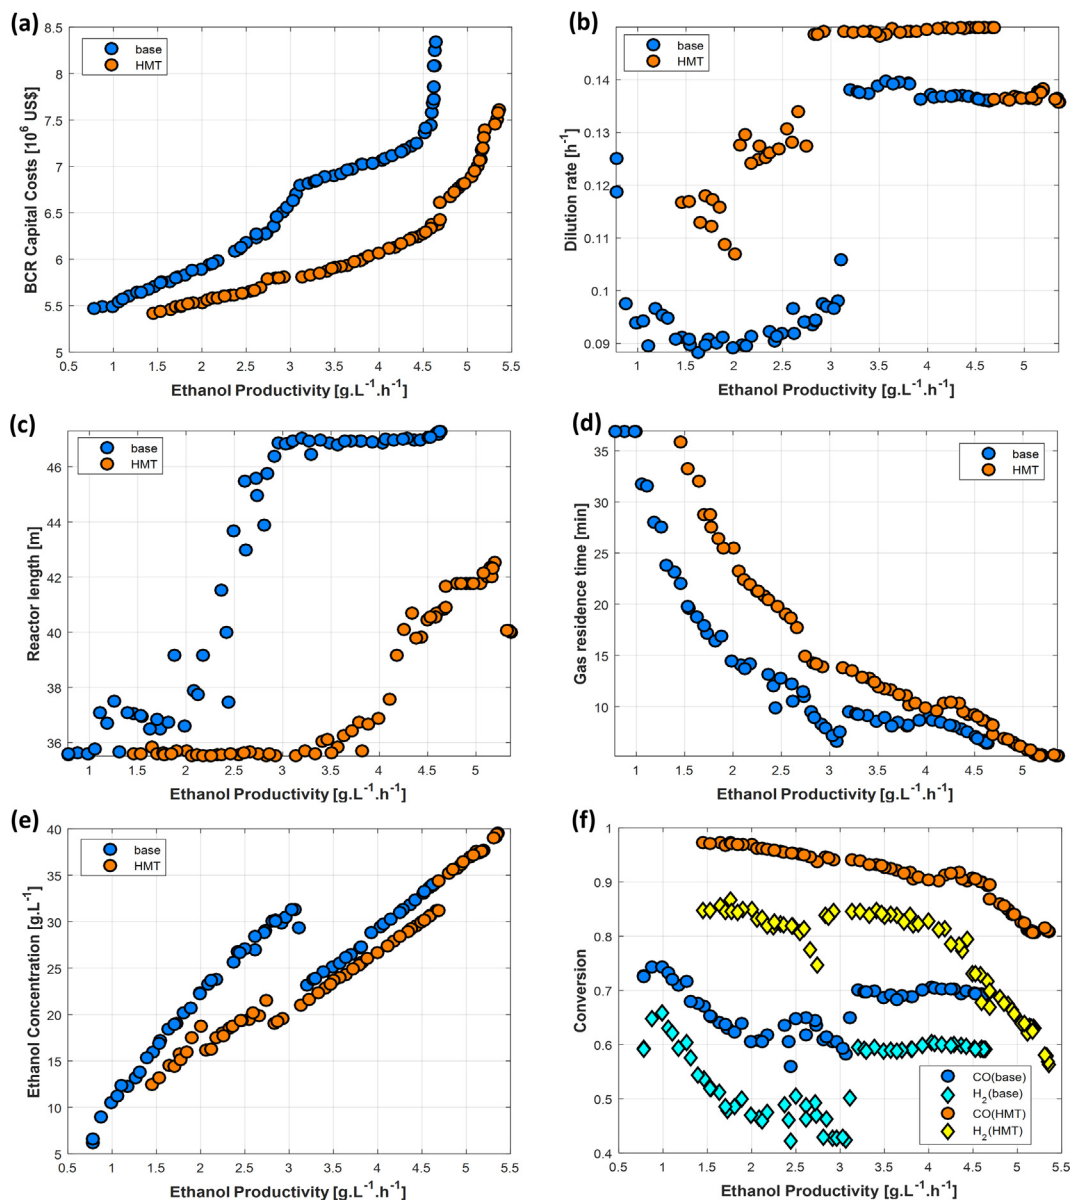 (a)
8.5
8
7.5
7
6.5
6
5.5
5
BCR Capital Costs [10⁶ US$]
base
HMT
0.5 1 1.5 2 2.5 3 3.5 4 4.5 5 5.5
Ethanol Productivity [g.L⁻¹.h⁻¹]
(b)
0.14
0.13
0.12
0.11
0.1
0.09
Dilution rate [h⁻¹]
base
HMT
1 1.5 2 2.5 3 3.5 4 4.5 5
Ethanol Productivity [g.L⁻¹.h⁻¹]
(c)
46
44
42
40
38
36
Reactor length [m]
base
HMT
1 1.5 2 2.5 3 3.5 4 4.5 5
Ethanol Productivity [g.L⁻¹.h⁻¹]
(d)
35
30
25
20
15
10
Gas residence time [min]
base
HMT
1 1.5 2 2.5 3 3.5 4 4.5 5
Ethanol Productivity [g.L⁻¹.h⁻¹]
(e)
40
35
30
25
20
15
10
5
Ethanol Concentration [g.L⁻¹]
base
HMT
0.5 1 1.5 2 2.5 3 3.5 4 4.5 5 5.5
Ethanol Productivity [g.L⁻¹.h⁻¹]
(f)
1
0.9
0.8
0.7
0.6
0.5
0.4
Conversion
CO(base)
H₂(base)
CO(HMT)
H₂(HMT)
0.5 1 1.5 2 2.5 3 3.5 4 4.5 5 5.5
Ethanol Productivity [g.L⁻¹.h⁻¹]